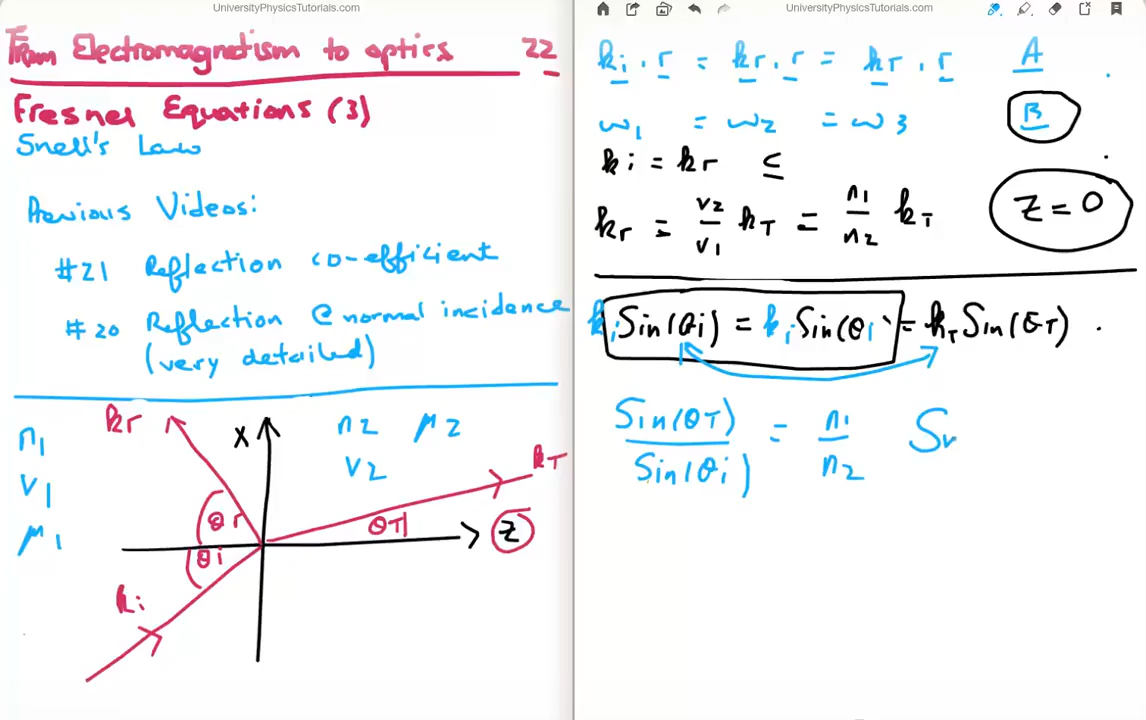 UniversityPhysicsTutorials.com
From Electromagnetism to optics 22
Fresnel Equations (3)
Snell's Law
Previous Videos:
#21 Reflection co-efficient
#20 Reflection @ normal incidence
(very detailed)
n1
v1
μ1
kr
x
n2 μ2
v2
kT
θr
θi
θT
z
ki
UniversityPhysicsTutorials.com
ki . r = kr . r = kT . r A
ω1 = ω2 = ω3 B
ki = kr C
kr = v2/v1 kT = n1/n2 kT
z = 0
ki Sin(θi) = ki Sin(θi) = kT Sin(θT) .
Sin(θT)/Sin(θi) = n1/n2 Sn